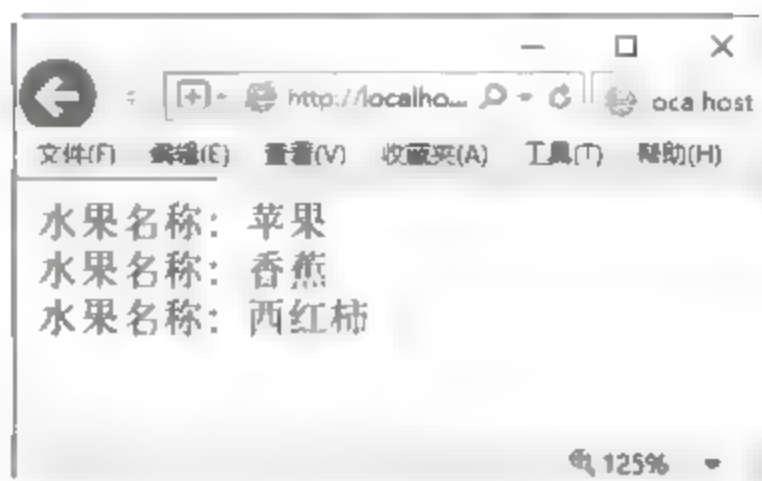 http://localho...
oca host
文件(F) 编辑(E) 查看(V) 收藏夹(A) 工具(T) 帮助(H)
水果名称：苹果
水果名称：香蕉
水果名称：西红柿
125%